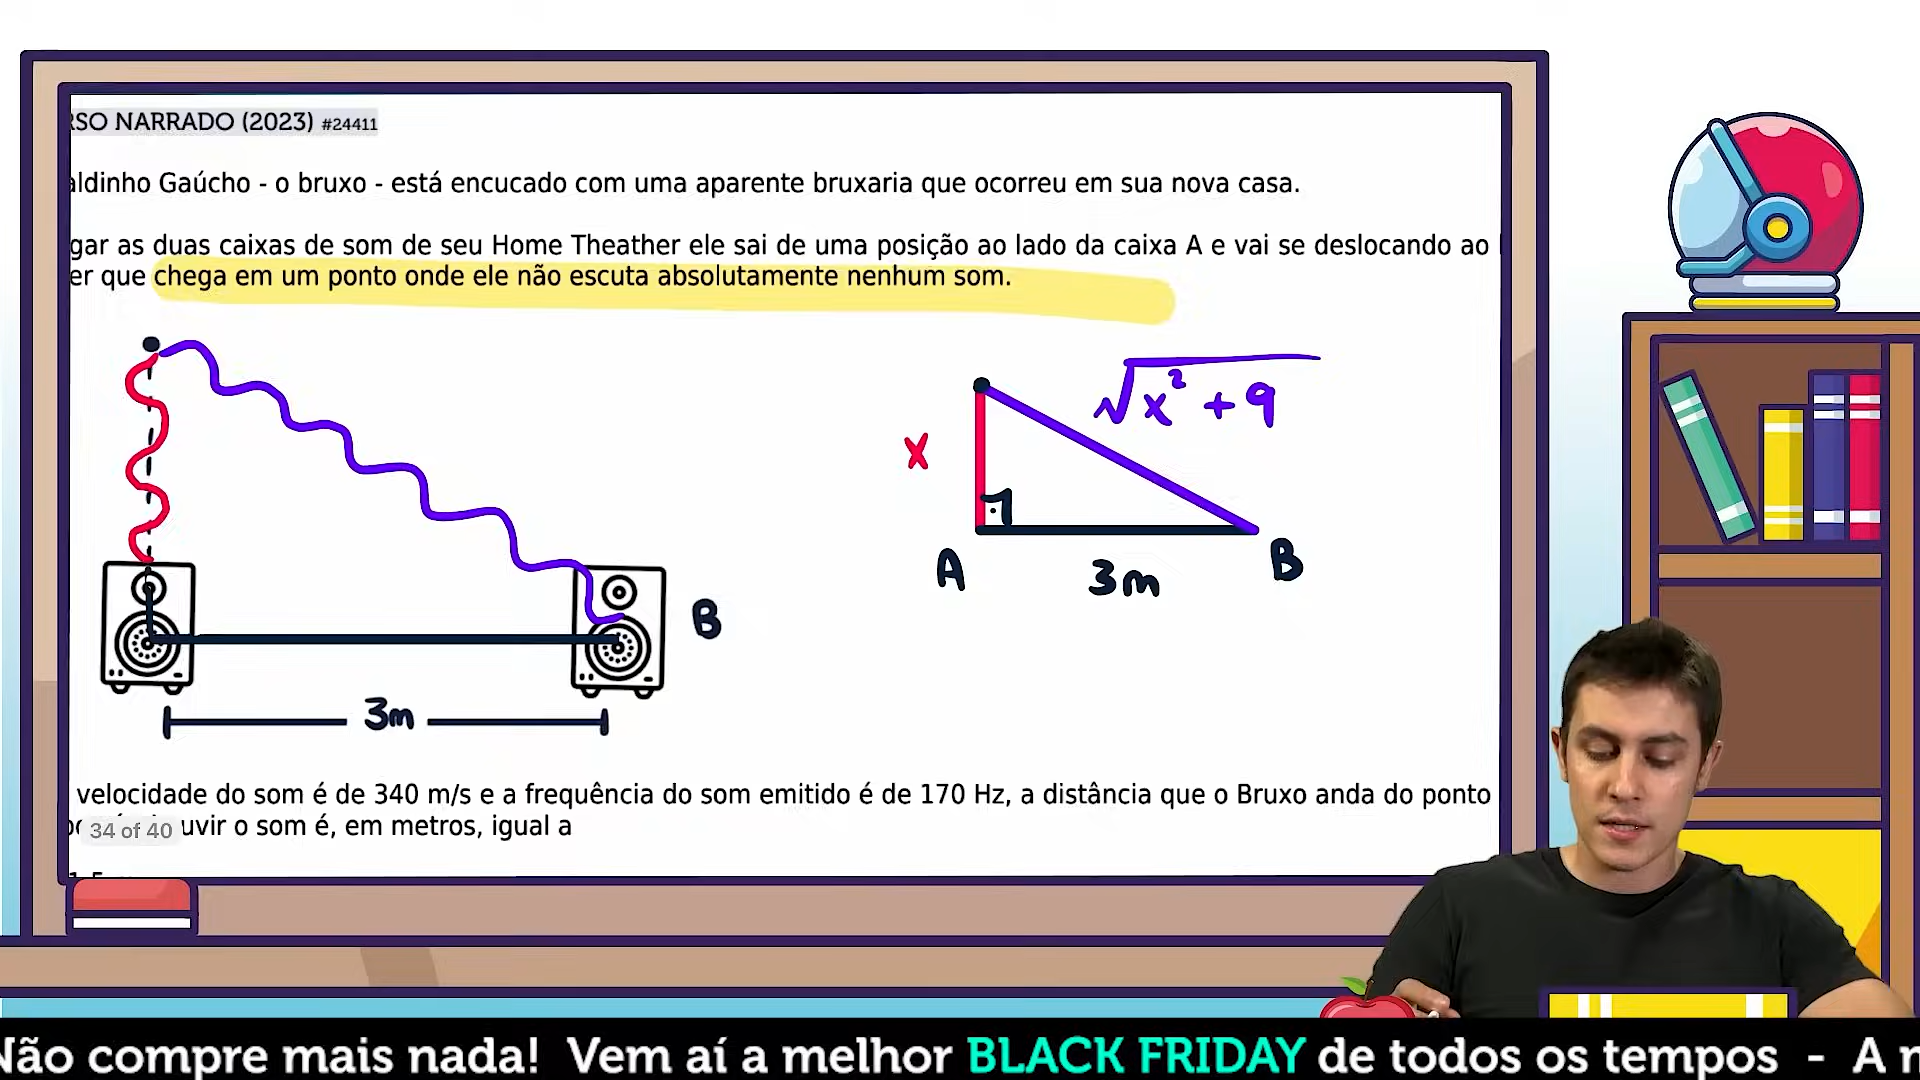 RSO NARRADO (2023) #24411
aldinho Gaúcho - o bruxo - está encucado com uma aparente bruxaria que ocorreu em sua nova casa.
gar as duas caixas de som de seu Home Theather ele sai de uma posição ao lado da caixa A e vai se deslocando ao
er que chega em um ponto onde ele não escuta absolutamente nenhum som.
√x² + 9
x
A
3m
B
B
3m
velocidade do som é de 340 m/s e a frequência do som emitido é de 170 Hz, a distância que o Bruxo anda do ponto
34 of 40 uvir o som é, em metros, igual a
Não compre mais nada! Vem aí a melhor BLACK FRIDAY de todos os tempos - A